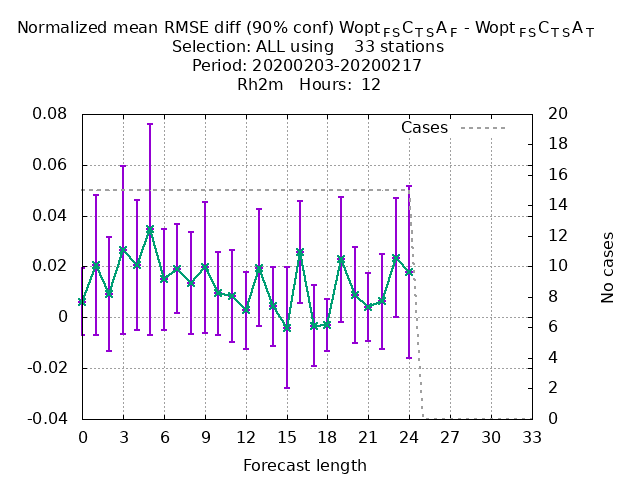 Normalized mean RMSE diff (90% conf) Wopt FS C TS A F - Wopt FS C TS A T
Selection: ALL using 33 stations
Period: 20200203-20200217
Rh2m Hours: 12
Cases
0.08
0.06
0.04
0.02
0
-0.02
-0.04
20
18
16
14
12
10
8
6
4
2
0
No cases
0 3 6 9 12 15 18 21 24 27 30 33
Forecast length